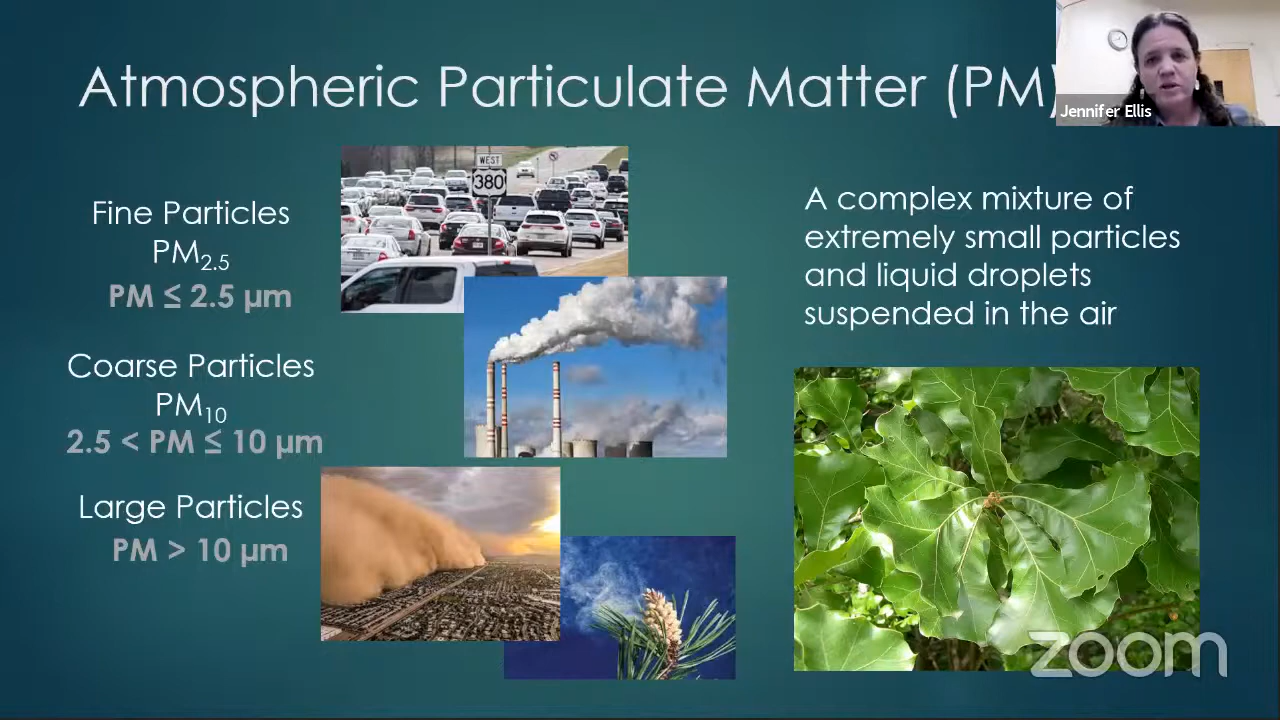 Atmospheric Particulate Matter (PM)
Jennifer Ellis
WEST
380
Fine Particles
PM2.5
PM ≤ 2.5 µm
Coarse Particles
PM10
2.5 < PM ≤ 10 µm
Large Particles
PM > 10 µm
A complex mixture of
extremely small particles
and liquid droplets
suspended in the air
zoom